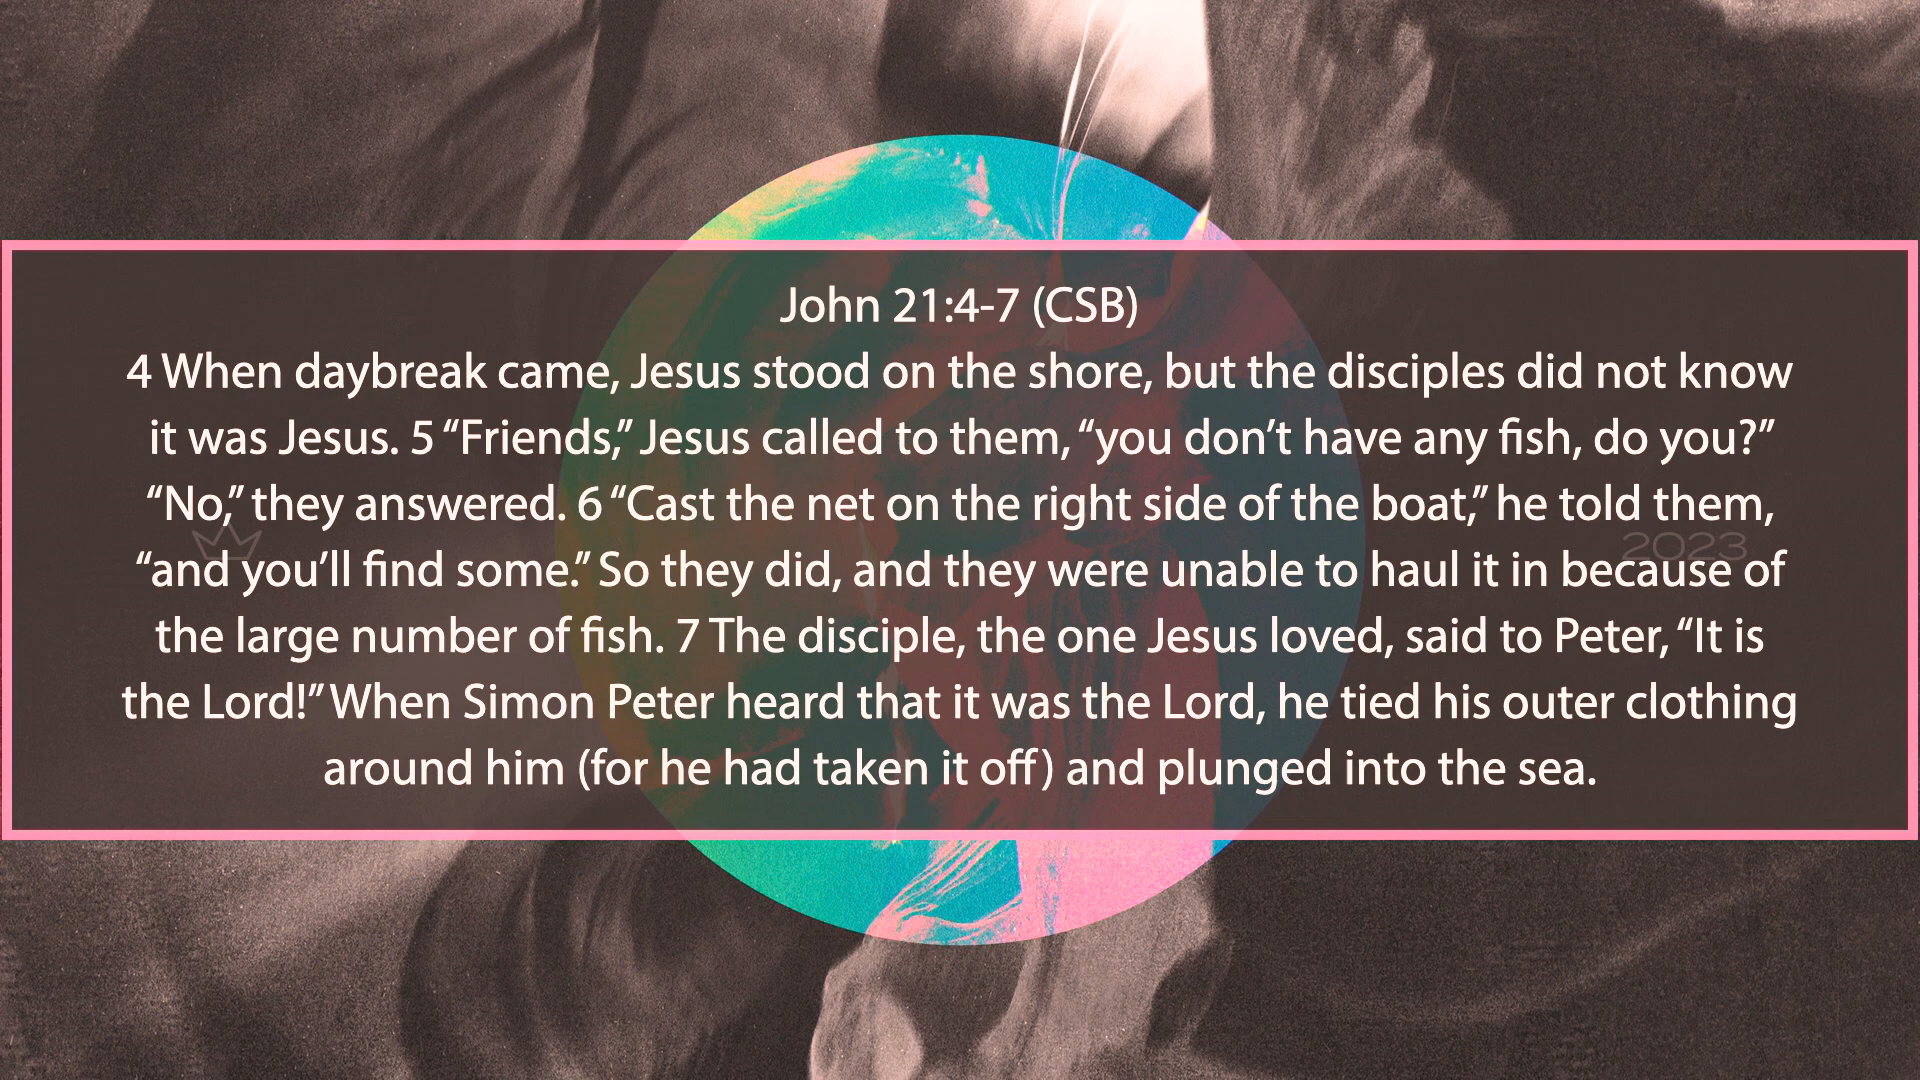 John 21:4-7 (CSB)
4 When daybreak came, Jesus stood on the shore, but the disciples did not know
it was Jesus. 5 “Friends,” Jesus called to them, “you don’t have any fish, do you?”
“No,” they answered. 6 “Cast the net on the right side of the boat,” he told them,
“and you’ll find some.” So they did, and they were unable to haul it in because of
the large number of fish. 7 The disciple, the one Jesus loved, said to Peter, “It is
the Lord!” When Simon Peter heard that it was the Lord, he tied his outer clothing
around him (for he had taken it off) and plunged into the sea.
2023